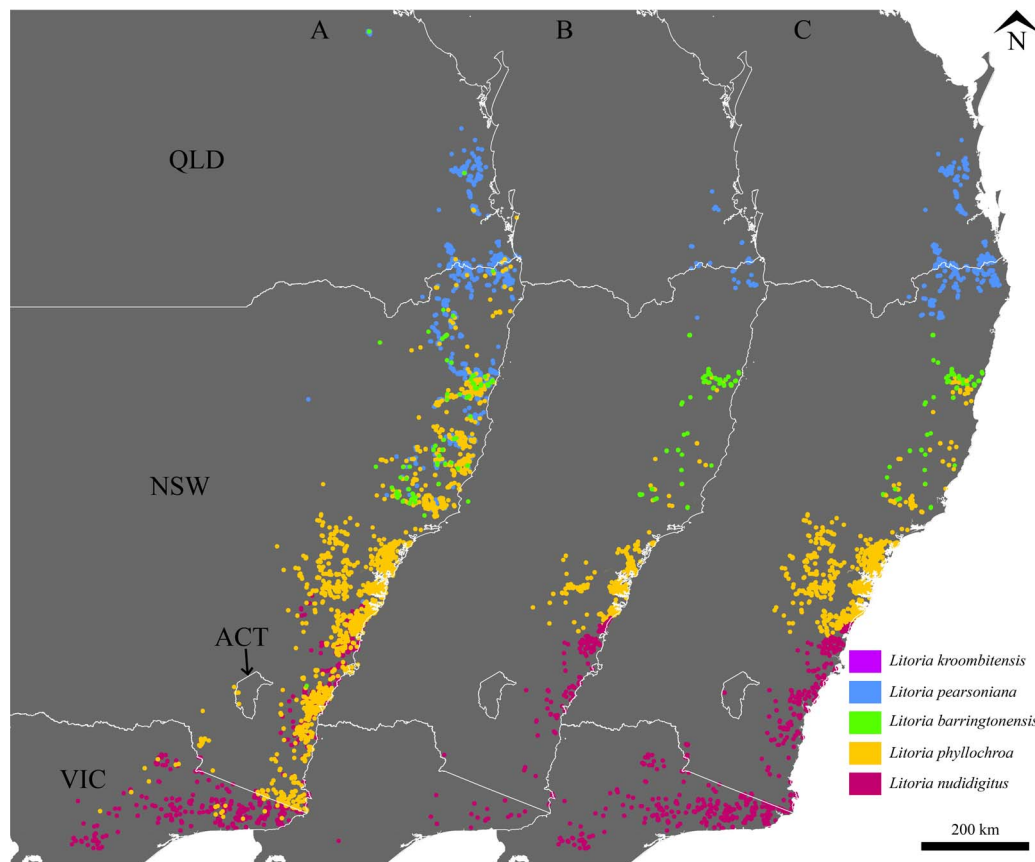 A B C
N
QLD
NSW
ACT
VIC
Litoria kroombitensis
Litoria pearsoniana
Litoria barringtonensis
Litoria phyllochroa
Litoria nudidigitus
200 km